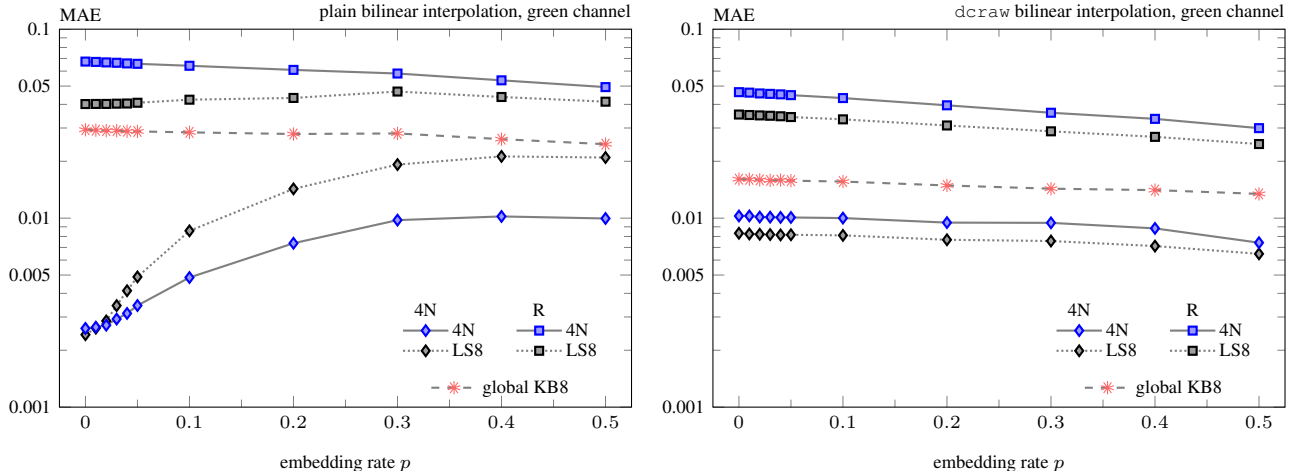 MAE plain bilinear interpolation, green channel
0.1
0.05
0.01
0.005
0.001
0 0.1 0.2 0.3 0.4 0.5
embedding rate p
4N R
4N 4N
LS8 LS8
global KB8
MAE dcraw bilinear interpolation, green channel
0.1
0.05
0.01
0.005
0.001
0 0.1 0.2 0.3 0.4 0.5
embedding rate p
4N R
4N 4N
LS8 LS8
global KB8